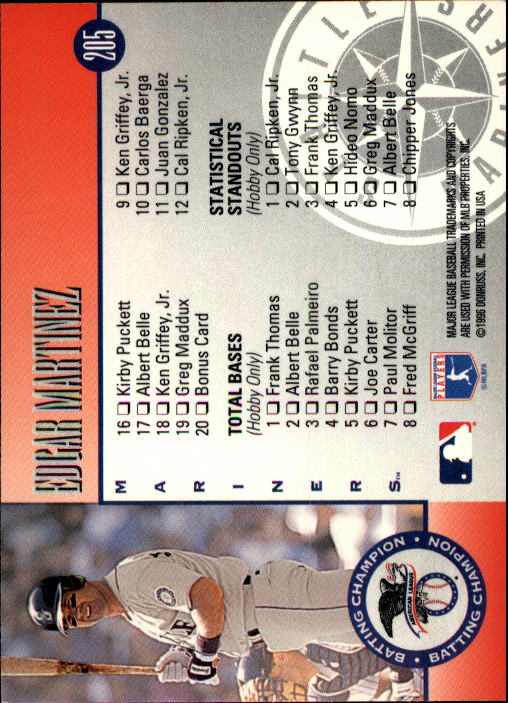 EDGAR MARTINEZ
205
MARINERS™
16 ❏ Kirby Puckett
17 ❏ Albert Belle
18 ❏ Ken Griffey, Jr.
19 ❏ Greg Maddux
20 ❏ Bonus Card
TOTAL BASES
(Hobby Only)
1 ❏ Frank Thomas
2 ❏ Albert Belle
3 ❏ Rafael Palmeiro
4 ❏ Barry Bonds
5 ❏ Kirby Puckett
6 ❏ Joe Carter
7 ❏ Paul Molitor
8 ❏ Fred McGriff
9 ❏ Ken Griffey, Jr.
10 ❏ Carlos Baerga
11 ❏ Juan Gonzalez
12 ❏ Cal Ripken, Jr.
STATISTICAL
STANDOUTS
(Hobby Only)
1 ❏ Cal Ripken, Jr.
2 ❏ Tony Gwynn
3 ❏ Frank Thomas
4 ❏ Ken Griffey, Jr.
5 ❏ Hideo Nomo
6 ❏ Greg Maddux
7 ❏ Albert Belle
8 ❏ Chipper Jones
BATTING CHAMPION • BATTING CHAMPION •
AMERICAN LEAGUE
PLAYERS
© MLBPA
MAJOR LEAGUE BASEBALL TRADEMARKS AND COPYRIGHTS
ARE USED WITH PERMISSION OF MLB PROPERTIES, INC.
©1996 DONRUSS, INC. PRINTED IN USA